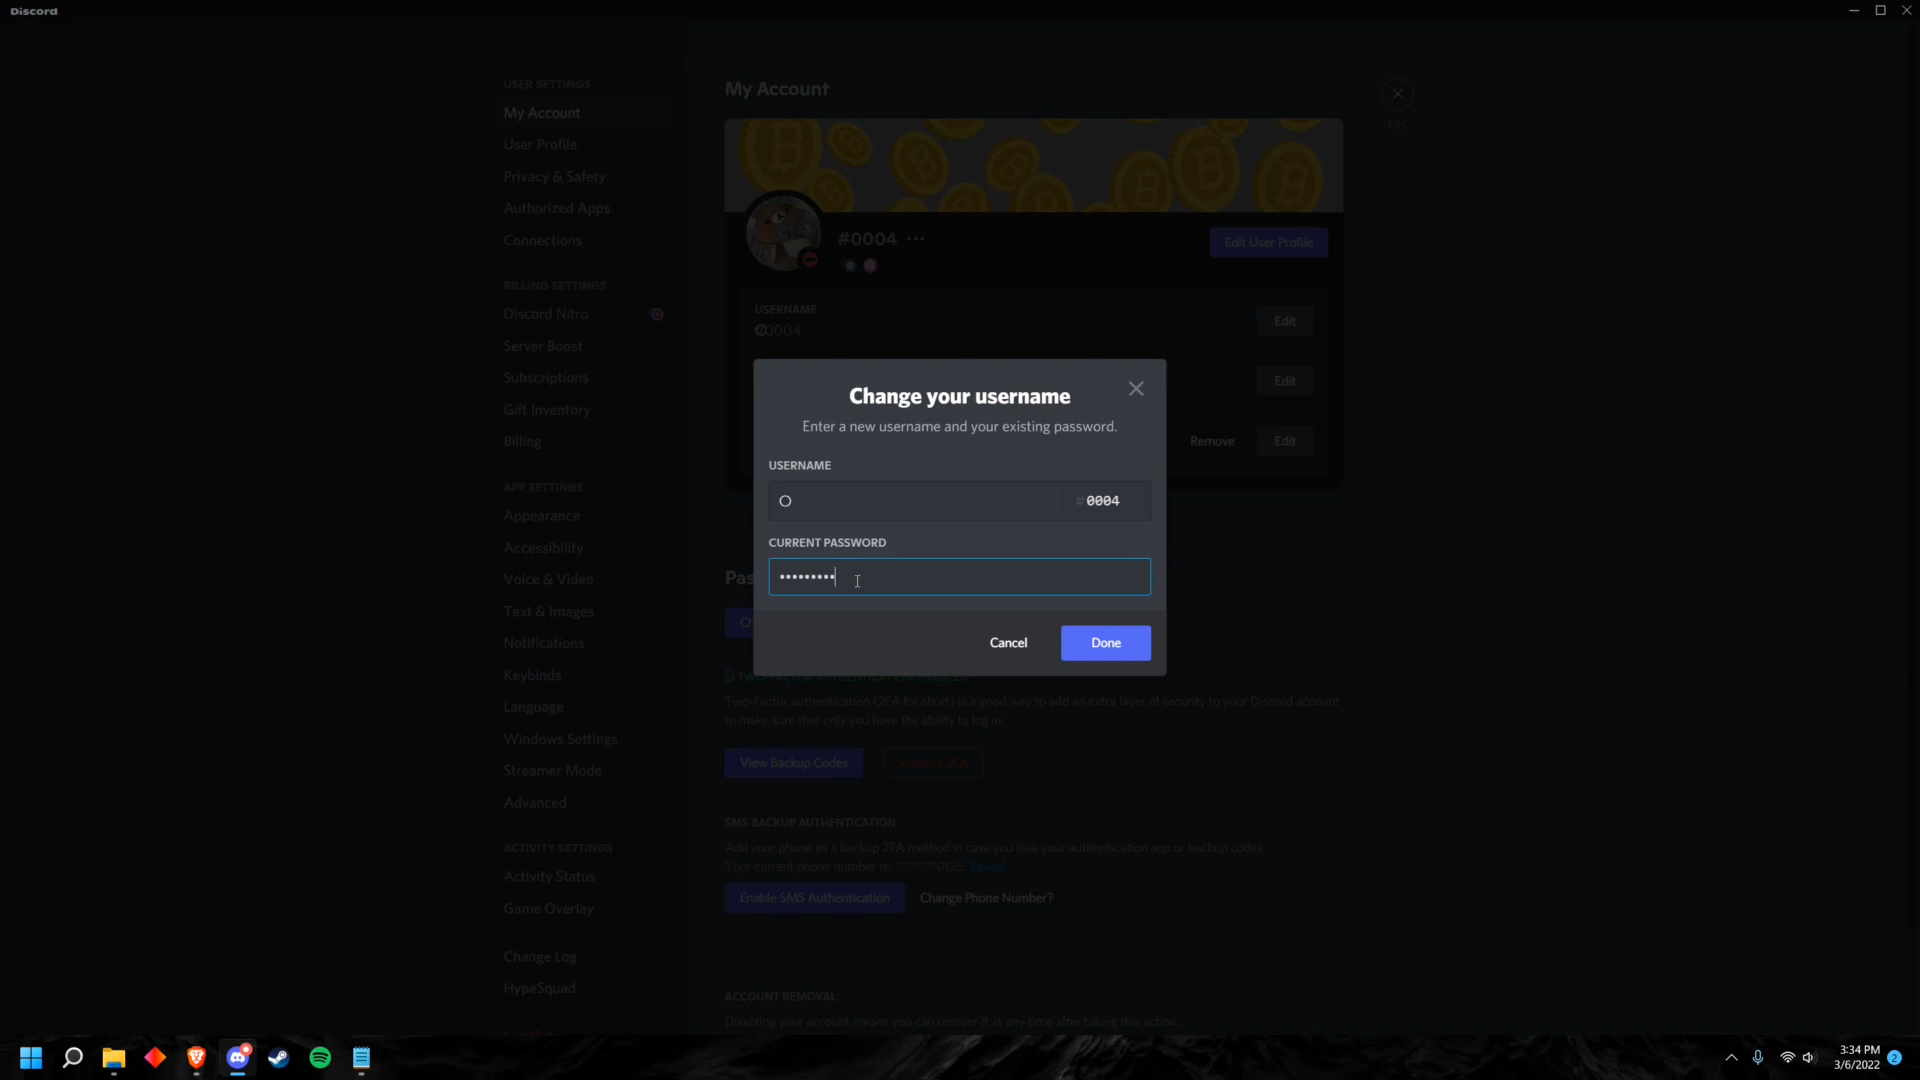 Discord
USER SETTINGS
My Account
User Profile
Privacy & Safety
Authorized Apps
Connections
BILLING SETTINGS
Discord Nitro
Server Boost
Subscriptions
Gift Inventory
Billing
APP SETTINGS
Appearance
Accessibility
Voice & Video
Text & Images
Notifications
Keybinds
Language
Windows Settings
Streamer Mode
Advanced
ACTIVITY SETTINGS
Activity Status
Game Overlay
Change Log
HypeSquad
My Account
ESC
#0004 •••
Edit User Profile
USERNAME
#0004
Edit
Edit
Remove
Edit
Change your username
Enter a new username and your existing password.
USERNAME
#0004
CURRENT PASSWORD
•••••••••
Cancel
Done
TWO-FACTOR AUTHENTICATION ENABLED
Two-Factor authentication (2FA for short) is a good way to add an extra layer of security to your Discord account
to make sure that only you have the ability to log in.
View Backup Codes
Remove 2FA
SMS BACKUP AUTHENTICATION
Add your phone as a backup 2FA method in case you lose your authentication app or backup codes.
Your current phone number is: *******0125. Reveal
Enable SMS Authentication
Change Phone Number?
ACCOUNT REMOVAL
Disabling your account means you can recover it at any time after taking this action.
3:34 PM
3/6/2022
2